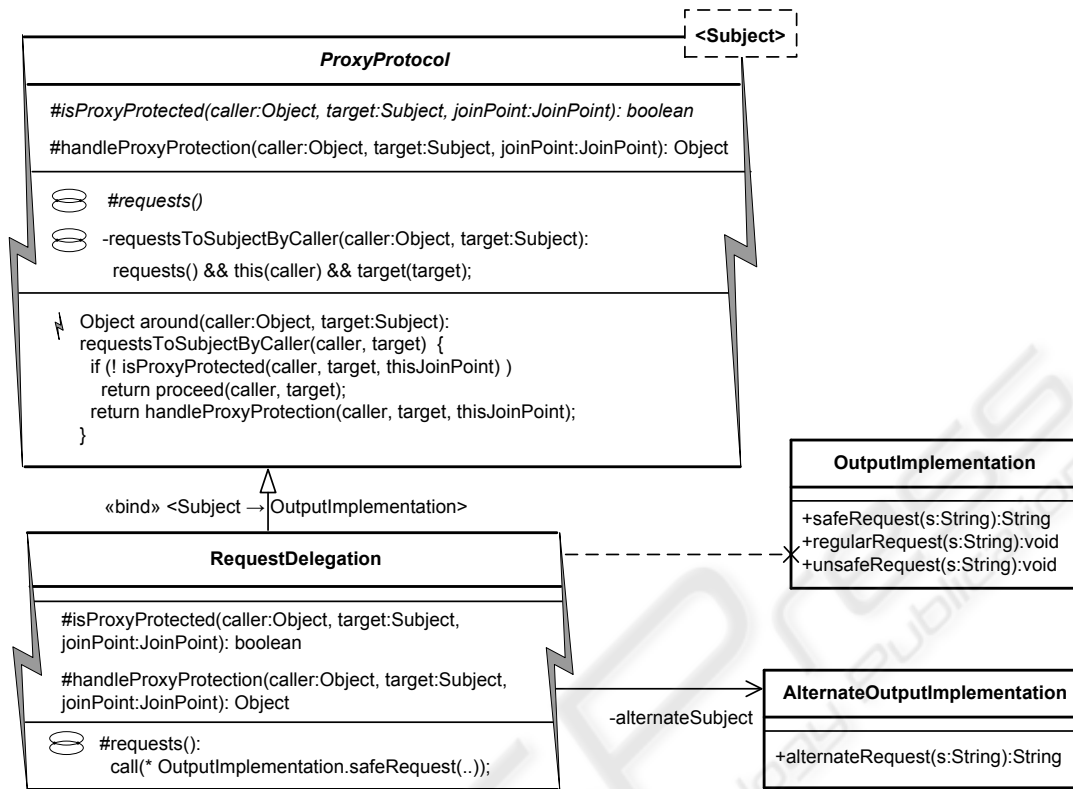 <Subject>
ProxyProtocol
#isProxyProtected(caller:Object, target:Subject, joinPoint:JoinPoint): boolean
#handleProxyProtection(caller:Object, target:Subject, joinPoint:JoinPoint): Object
#requests()
-requestsToSubjectByCaller(caller:Object, target:Subject):
requests() && this(caller) && target(target);
Object around(caller:Object, target:Subject):
requestsToSubjectByCaller(caller, target) {
if (! isProxyProtected(caller, target, thisJoinPoint) )
return proceed(caller, target);
return handleProxyProtection(caller, target, thisJoinPoint);
}
«bind» <Subject → OutputImplementation>
OutputImplementation
+safeRequest(s:String):String
+regularRequest(s:String):void
+unsafeRequest(s:String):void
RequestDelegation
#isProxyProtected(caller:Object, target:Subject,
joinPoint:JoinPoint): boolean
#handleProxyProtection(caller:Object, target:Subject,
joinPoint:JoinPoint): Object
#requests():
call(* OutputImplementation.safeRequest(..));
-alternateSubject
AlternateOutputImplementation
+alternateRequest(s:String):String